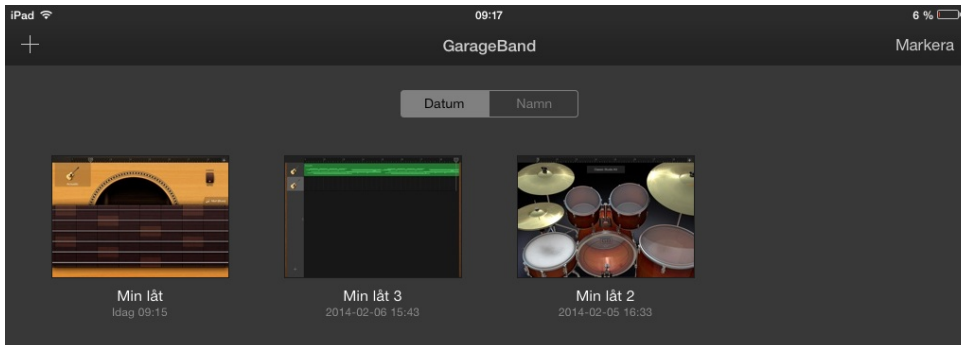 iPad 09:17 6 %
GarageBand Markera
Datum Namn
Min låt Min låt 3 Min låt 2
Idag 09:15 2014-02-06 15:43 2014-02-05 16:33